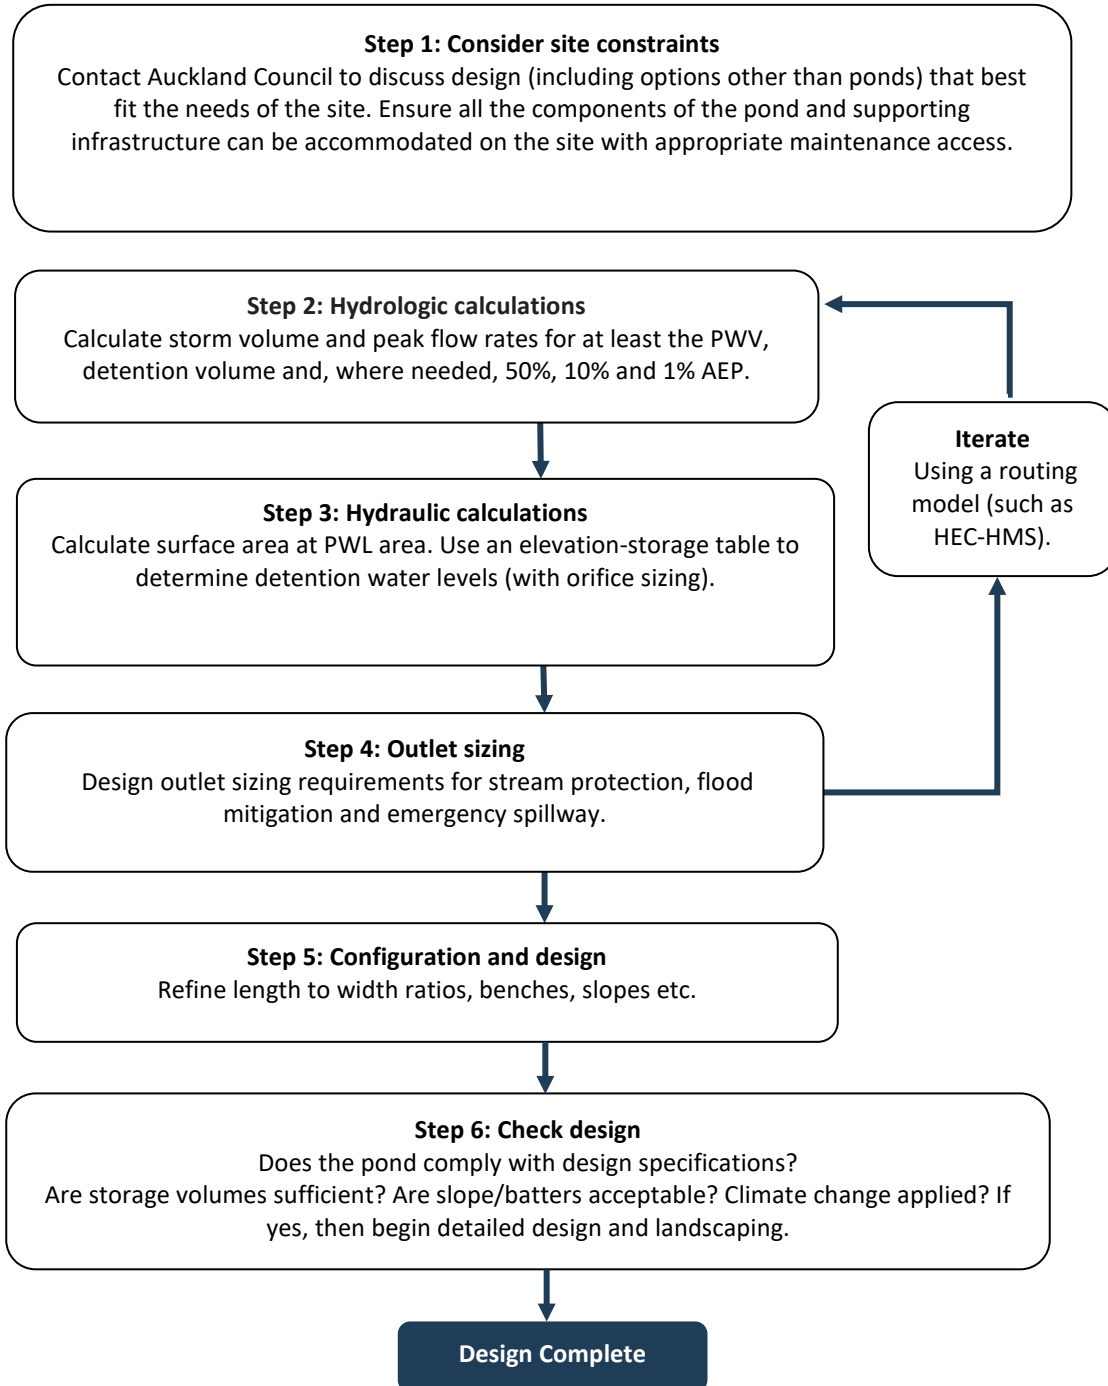 Step 1: Consider site constraints
Contact Auckland Council to discuss design (including options other than ponds) that best
fit the needs of the site. Ensure all the components of the pond and supporting
infrastructure can be accommodated on the site with appropriate maintenance access.
Step 2: Hydrologic calculations
Calculate storm volume and peak flow rates for at least the PWV,
detention volume and, where needed, 50%, 10% and 1% AEP.
Iterate
Using a routing
model (such as
HEC-HMS).
Step 3: Hydraulic calculations
Calculate surface area at PWL area. Use an elevation-storage table to
determine detention water levels (with orifice sizing).
Step 4: Outlet sizing
Design outlet sizing requirements for stream protection, flood
mitigation and emergency spillway.
Step 5: Configuration and design
Refine length to width ratios, benches, slopes etc.
Step 6: Check design
Does the pond comply with design specifications?
Are storage volumes sufficient? Are slope/batters acceptable? Climate change applied? If
yes, then begin detailed design and landscaping.
Design Complete